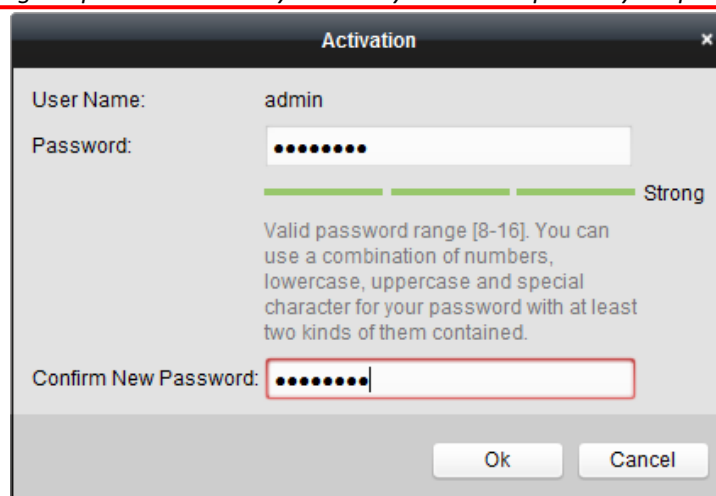 Activation ×
User Name: admin
Password: ●●●●●●●●
Strong
Valid password range [8-16]. You can
use a combination of numbers,
lowercase, uppercase and special
character for your password with at least
two kinds of them contained.
Confirm New Password: ●●●●●●●●
Ok Cancel